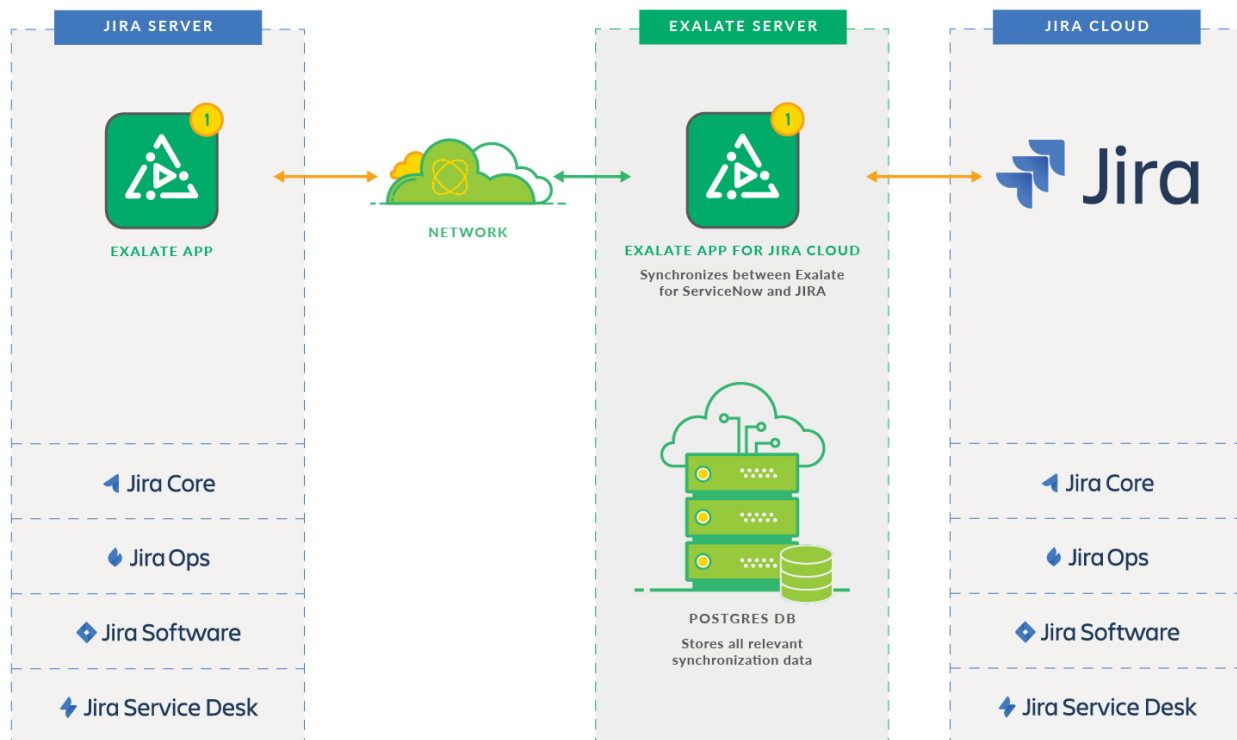 JIRA SERVER
EXALATE SERVER
JIRA CLOUD
1
EXALATE APP
NETWORK
1
EXALATE APP FOR JIRA CLOUD
Synchronizes between Exalate
for ServiceNow and JIRA
Jira
Jira Core
Jira Ops
Jira Software
Jira Service Desk
POSTGRES DB
Stores all relevant
synchronization data
Jira Core
Jira Ops
Jira Software
Jira Service Desk